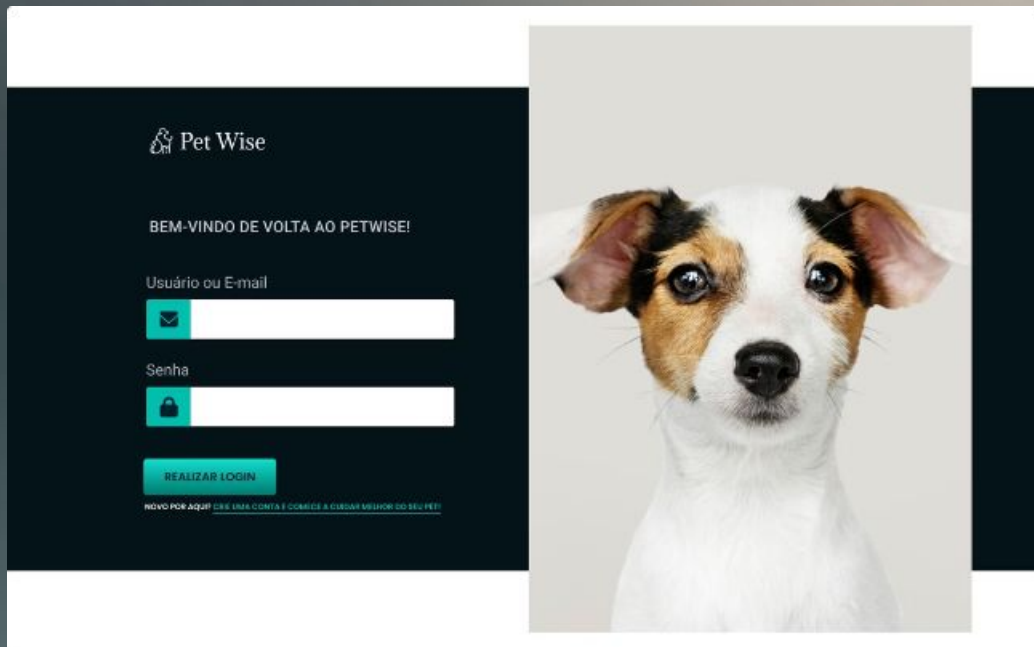 Pet Wise
BEM-VINDO DE VOLTA AO PETWISE!
Usuário ou E-mail
Senha
REALIZAR LOGIN
NOVO POR AQUI? CRIE UMA CONTA E COMECE A CUIDAR MELHOR DO SEU PET!